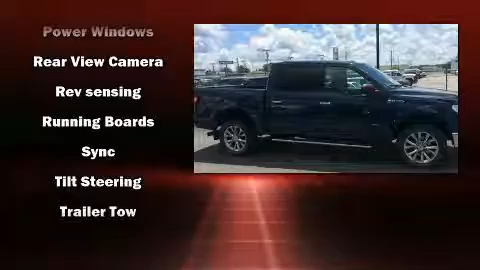 Power Windows
Rear View Camera
Rev sensing
Running Boards
Sync
Tilt Steering
Trailer Tow